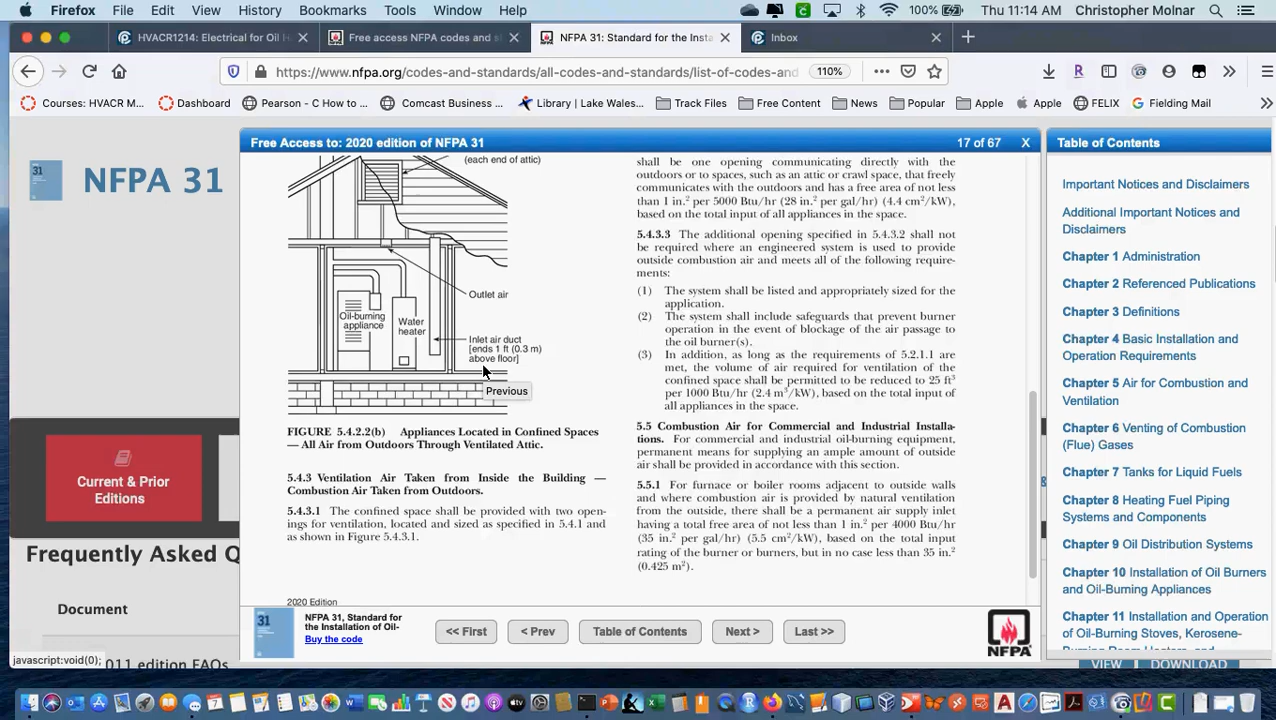 Firefox File Edit View History Bookmarks Tools Window Help 100% Thu 11:14 AM Christopher Molnar
HVACR1214: Electrical for Oil H
Free access NFPA codes and s
NFPA 31: Standard for the Insta
Inbox
https://www.nfpa.org/codes-and-standards/all-codes-and-standards/list-of-codes-and
110%
Courses: HVACR M... Dashboard Pearson - C How to ... Comcast Business ... Library | Lake Wales... Track Files Free Content News Popular Apple Apple FELIX Fielding Mail
31
NFPA 31
Current & Prior
Editions
Frequently Asked Q
Document
011 edition FAQs
VIEW DOWNLOAD
javascript:void(0);
Free Access to: 2020 edition of NFPA 31
17 of 67
X
(each end of attic)
Outlet air
Oil-burning
appliance
Water
heater
Inlet air duct
[ends 1 ft (0.3 m)
above floor]
Previous
FIGURE 5.4.2.2(b) Appliances Located in Confined Spaces
— All Air from Outdoors Through Ventilated Attic.
5.4.3 Ventilation Air Taken from Inside the Building —
Combustion Air Taken from Outdoors.
5.4.3.1 The confined space shall be provided with two open-
ings for ventilation, located and sized as specified in 5.4.1 and
as shown in Figure 5.4.3.1.
2020 Edition
shall be one opening communicating directly with the
outdoors or to spaces, such as an attic or crawl space, that freely
communicates with the outdoors and has a free area of not less
than 1 in.² per 5000 Btu/hr (28 in.² per gal/hr) (4.4 cm²/kW),
based on the total input of all appliances in the space.
5.4.3.3 The additional opening specified in 5.4.3.2 shall not
be required where an engineered system is used to provide
outside combustion air and meets all of the following require-
ments:
(1) The system shall be listed and appropriately sized for the
application.
(2) The system shall include safeguards that prevent burner
operation in the event of blockage of the air passage to
the oil burner(s).
(3) In addition, as long as the requirements of 5.2.1.1 are
met, the volume of air required for ventilation of the
confined space shall be permitted to be reduced to 25 ft³
per 1000 Btu/hr (2.4 m³/kW), based on the total input of
all appliances in the space.
5.5 Combustion Air for Commercial and Industrial Installa-
tions. For commercial and industrial oil-burning equipment,
permanent means for supplying an ample amount of outside
air shall be provided in accordance with this section.
5.5.1 For furnace or boiler rooms adjacent to outside walls
and where combustion air is provided by natural ventilation
from the outside, there shall be a permanent air supply inlet
having a total free area of not less than 1 in.² per 4000 Btu/hr
(35 in.² per gal/hr) (5.5 cm²/kW), based on the total input
rating of the burner or burners, but in no case less than 35 in.²
(0.425 m²).
31
NFPA 31, Standard for
the Installation of Oil-
Buy the code
<< First
< Prev
Table of Contents
Next >
Last >>
NFPA
Table of Contents
Important Notices and Disclaimers
Additional Important Notices and
Disclaimers
Chapter 1 Administration
Chapter 2 Referenced Publications
Chapter 3 Definitions
Chapter 4 Basic Installation and
Operation Requirements
Chapter 5 Air for Combustion and
Ventilation
Chapter 6 Venting of Combustion
(Flue) Gases
Chapter 7 Tanks for Liquid Fuels
Chapter 8 Heating Fuel Piping
Systems and Components
Chapter 9 Oil Distribution Systems
Chapter 10 Installation of Oil Burners
and Oil-Burning Appliances
Chapter 11 Installation and Operation
of Oil-Burning Stoves, Kerosene-
Burning Room Heaters, and